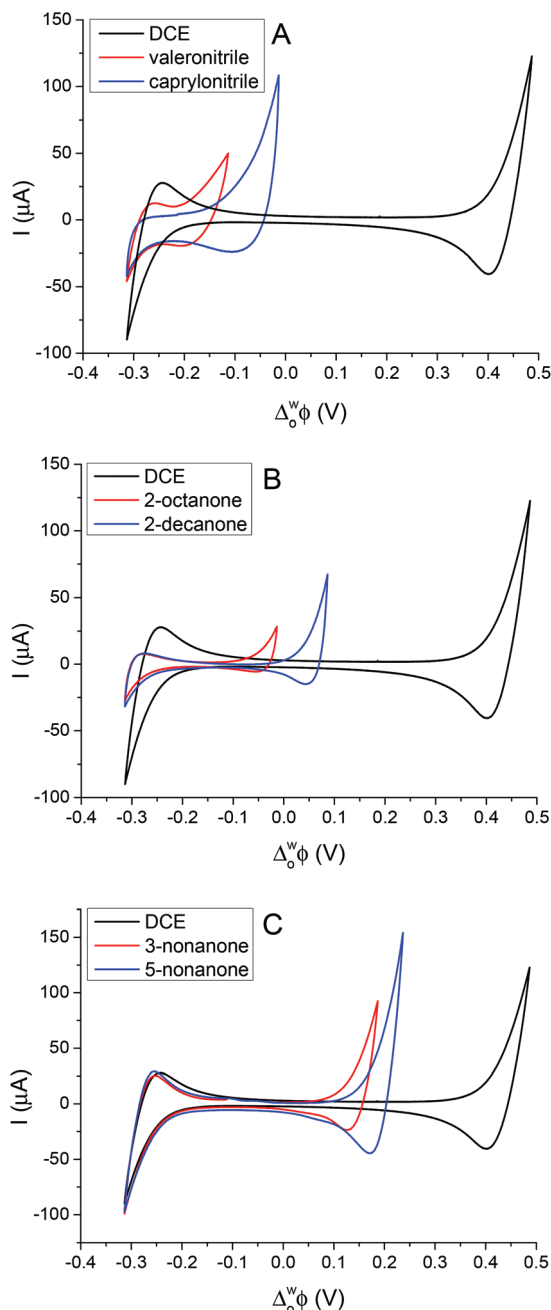 A
DCE
valeronitrile
caprylonitrile
150
100
50
0
-50
-100
I (µA)
-0.4 -0.3 -0.2 -0.1 0.0 0.1 0.2 0.3 0.4 0.5
Δ_o^w ϕ (V)
B
DCE
2-octanone
2-decanone
150
100
50
0
-50
-100
I (µA)
-0.4 -0.3 -0.2 -0.1 0.0 0.1 0.2 0.3 0.4 0.5
Δ_o^w ϕ (V)
C
DCE
3-nonanone
5-nonanone
150
100
50
0
-50
-100
I (µA)
-0.4 -0.3 -0.2 -0.1 0.0 0.1 0.2 0.3 0.4 0.5
Δ_o^w ϕ (V)